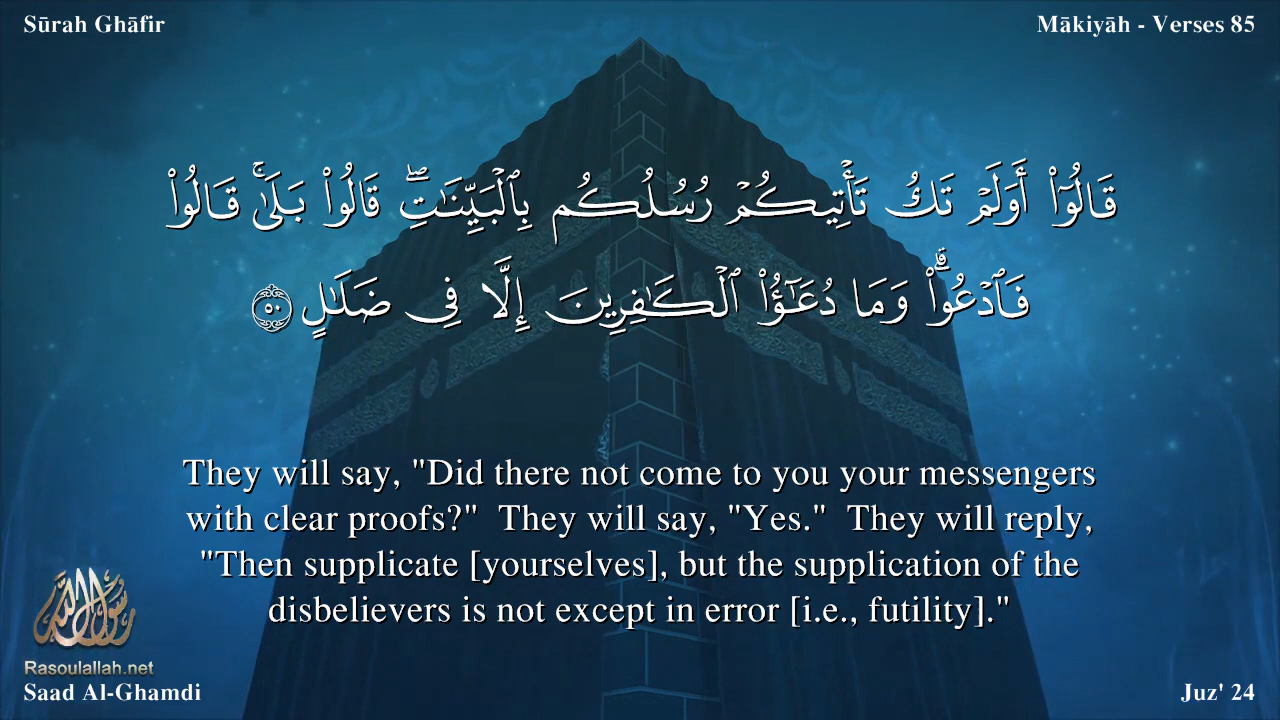 Sūrah Ghāfir
Mākiyāh - Verses 85
قَالُوٓا۟ أَوَلَمْ تَكُ تَأْتِيكُمْ رُسُلُكُم بِٱلْبَيِّنَـٰتِ ۖ قَالُوا۟ بَلَىٰ ۚ قَالُوا۟
فَٱدْعُوا۟ ۗ وَمَا دُعَـٰٓؤُا۟ ٱلْكَـٰفِرِينَ إِلَّا فِى ضَلَـٰلٍ ٥٠
They will say, "Did there not come to you your messengers
with clear proofs?"  They will say, "Yes."  They will reply,
"Then supplicate [yourselves], but the supplication of the
disbelievers is not except in error [i.e., futility]."
رسول الله
Rasoulallah.net
Saad Al-Ghamdi
Juz' 24